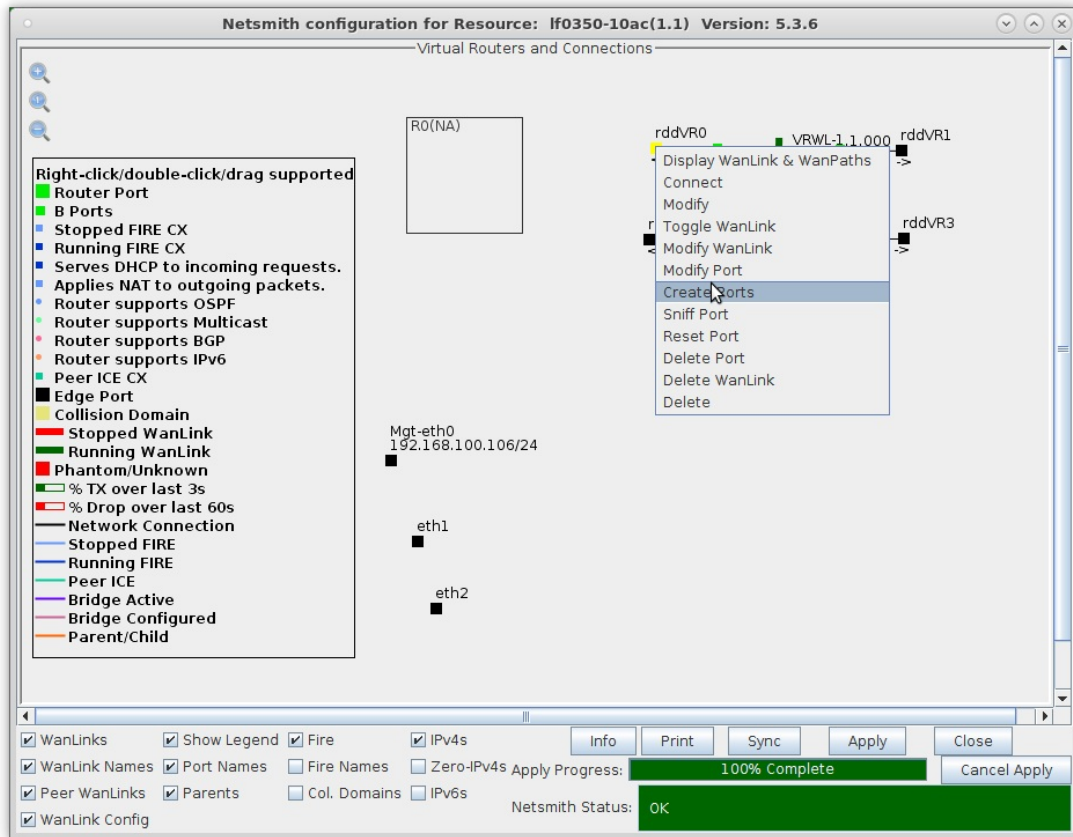 Netsmith configuration for Resource:  lf0350-10ac(1.1)  Version: 5.3.6
Virtual Routers and Connections
R0(NA)
rddVR0
VRWL-1.1.000
rddVR1
->
rddVR3
->
Display WanLink & WanPaths
Connect
Modify
Toggle WanLink
Modify WanLink
Modify Port
Create Ports
Sniff Port
Reset Port
Delete Port
Delete WanLink
Delete
Right-click/double-click/drag supported
Router Port
B Ports
Stopped FIRE CX
Running FIRE CX
Serves DHCP to incoming requests.
Applies NAT to outgoing packets.
Router supports OSPF
Router supports Multicast
Router supports BGP
Router supports IPv6
Peer ICE CX
Edge Port
Collision Domain
Stopped WanLink
Running WanLink
Phantom/Unknown
% TX over last 3s
% Drop over last 60s
Network Connection
Stopped FIRE
Running FIRE
Peer ICE
Bridge Active
Bridge Configured
Parent/Child
Mgt-eth0
192.168.100.106/24
eth1
eth2
WanLinks Show Legend Fire IPv4s Info Print Sync Apply Close
WanLink Names Port Names Fire Names Zero-IPv4s Apply Progress: 100% Complete Cancel Apply
Peer WanLinks Parents Col. Domains IPv6s Netsmith Status: OK
WanLink Config